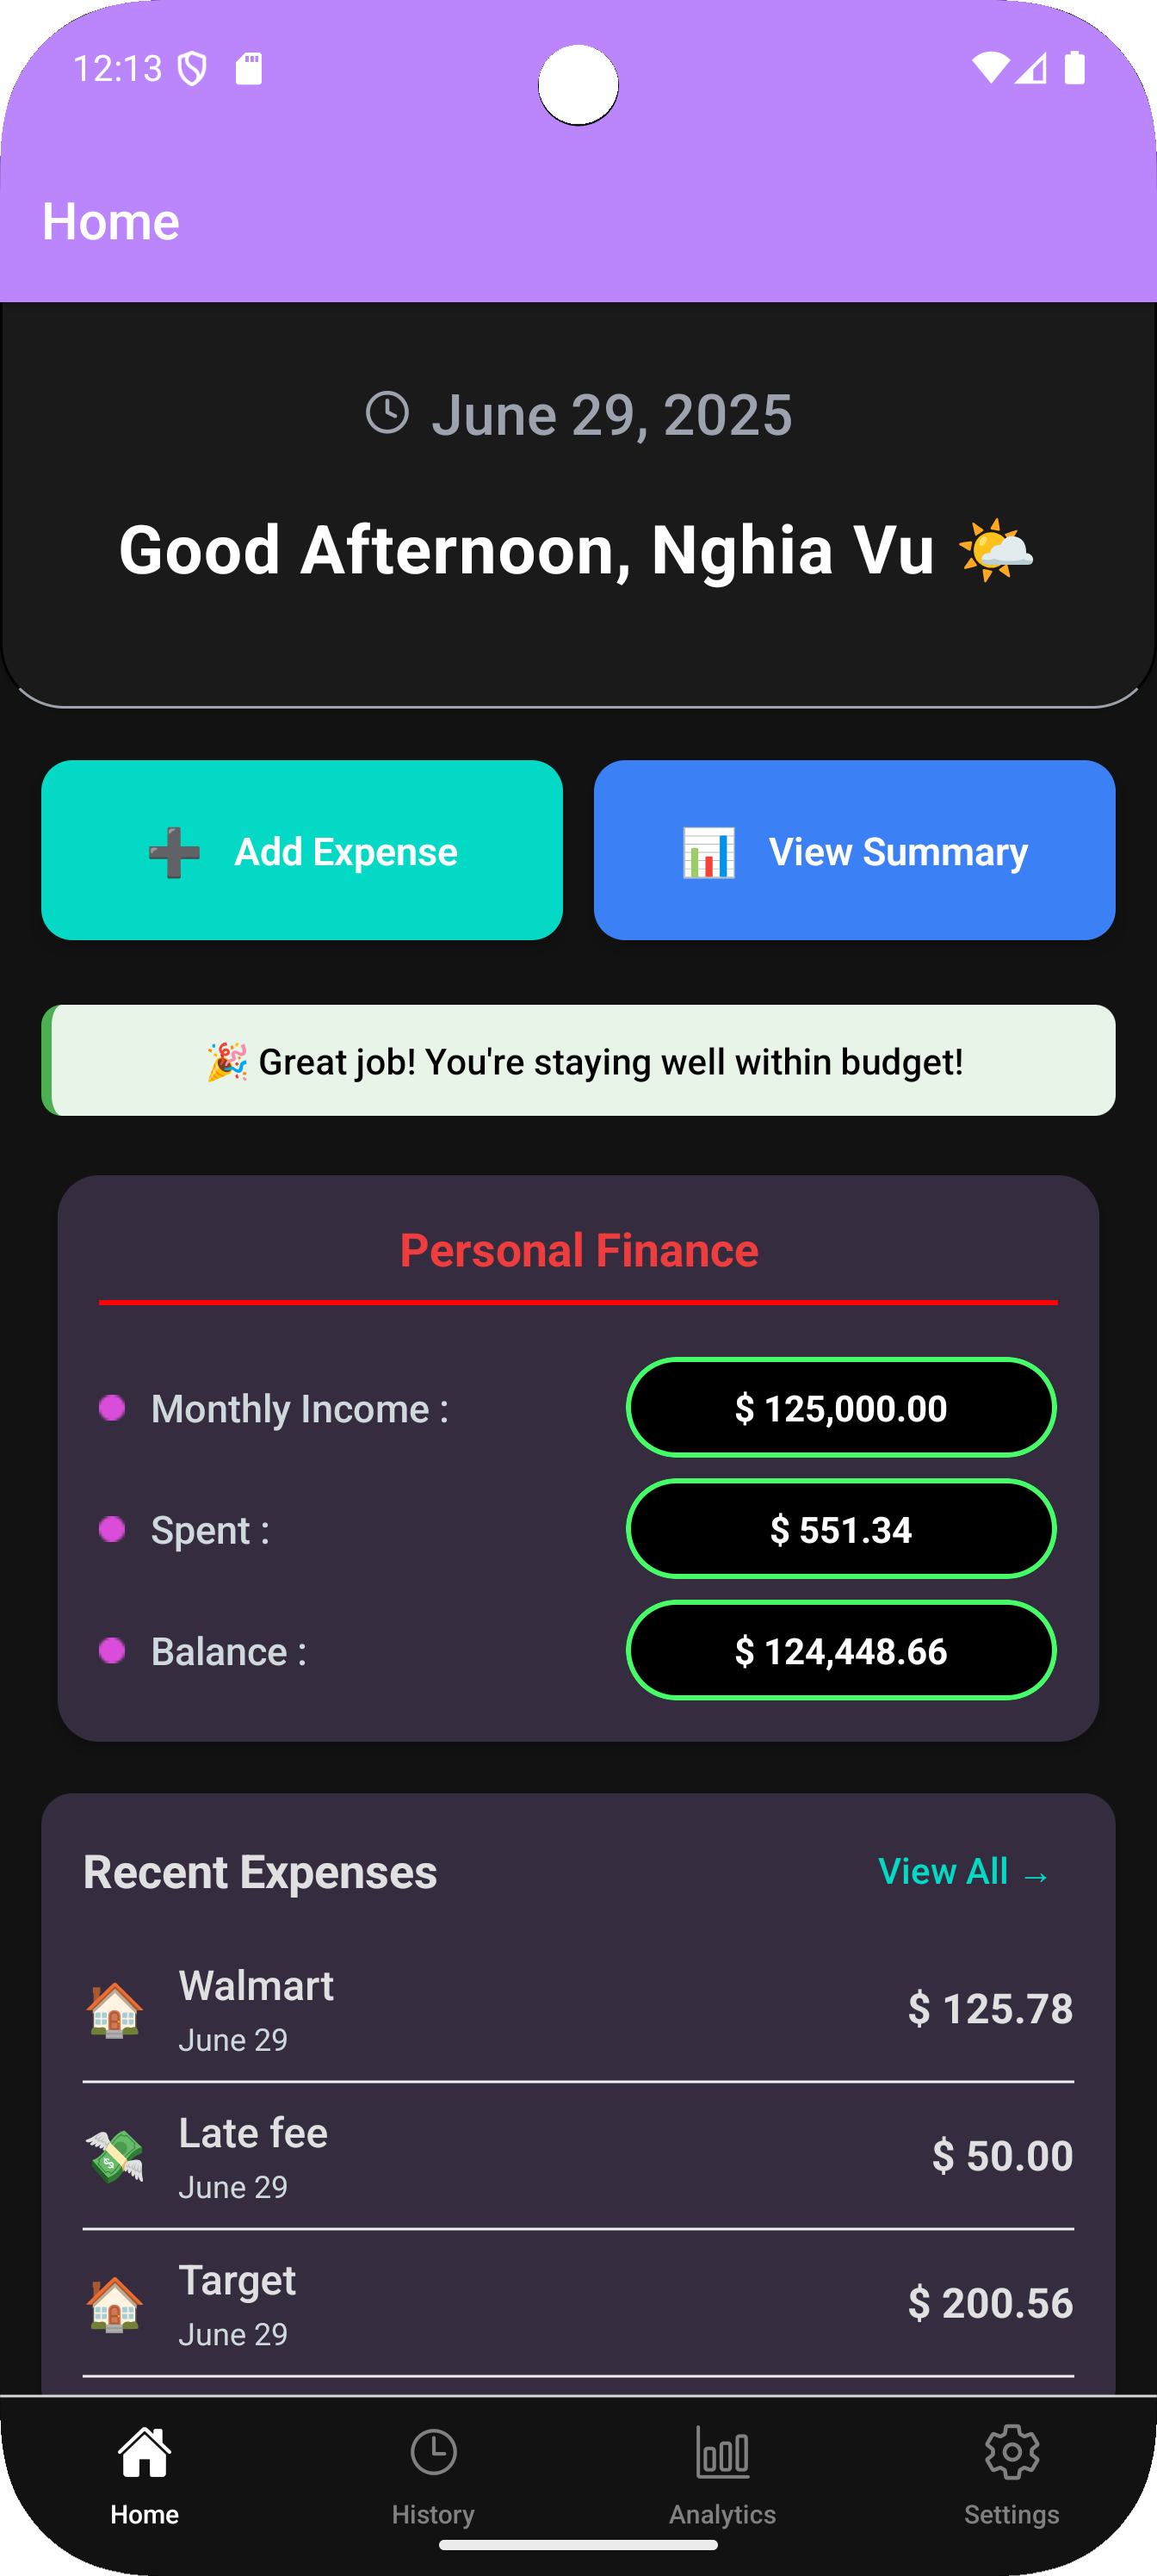 12:13
Home
June 29, 2025
Good Afternoon, Nghia Vu 🌤️
➕ Add Expense
📊 View Summary
🎉 Great job! You're staying well within budget!
Personal Finance
Monthly Income :
$ 125,000.00
Spent :
$ 551.34
Balance :
$ 124,448.66
Recent Expenses
View All →
Walmart
June 29
$ 125.78
Late fee
June 29
$ 50.00
Target
June 29
$ 200.56
Home
History
Analytics
Settings